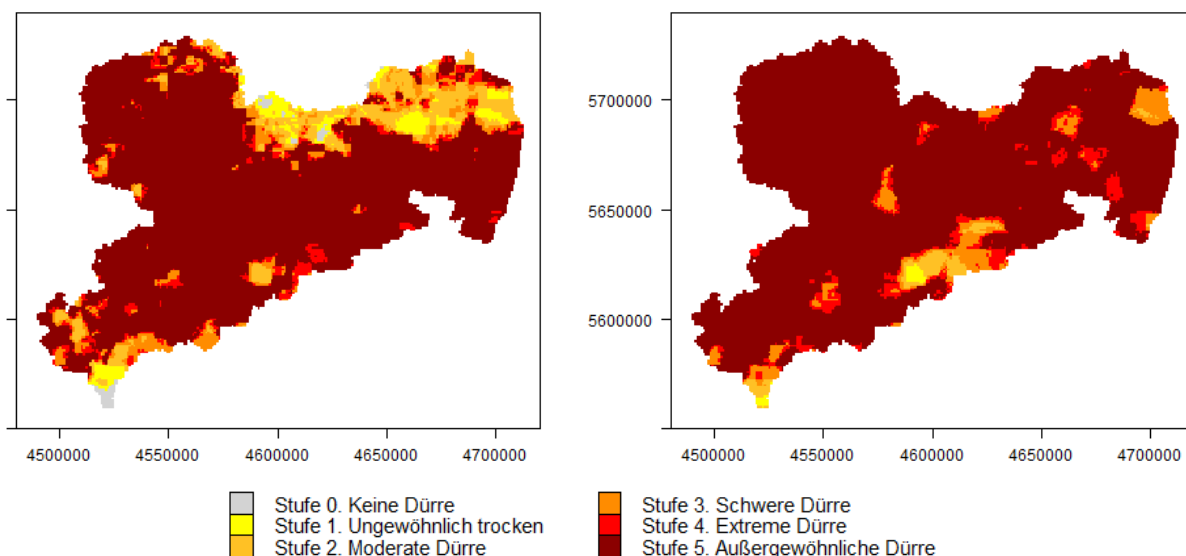 5700000
5650000
5600000
4500000 4550000 4600000 4650000 4700000
4500000 4550000 4600000 4650000 4700000
Stufe 0. Keine Dürre
Stufe 1. Ungewöhnlich trocken
Stufe 2. Moderate Dürre
Stufe 3. Schwere Dürre
Stufe 4. Extreme Dürre
Stufe 5. Außergewöhnliche Dürre